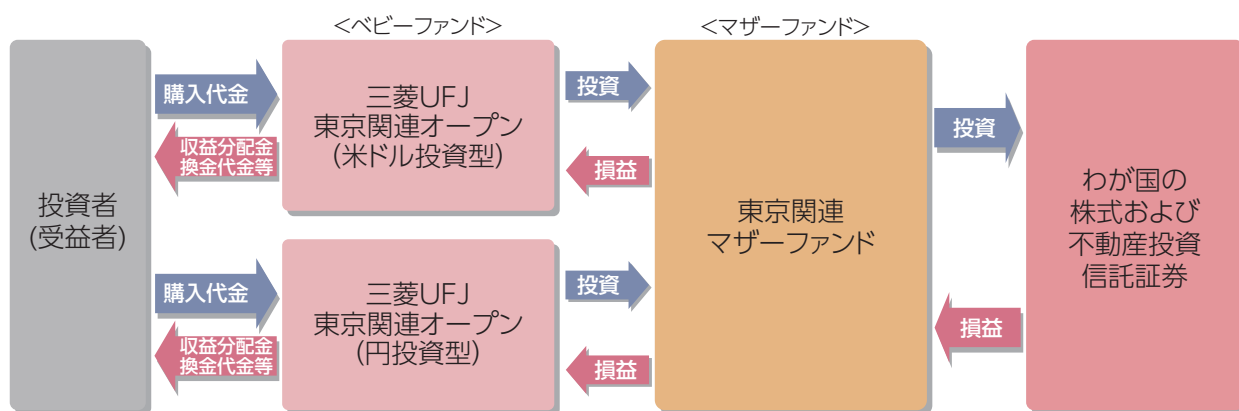 <ベビーファンド>
<マザーファンド>
投資者
(受益者)
購入代金
収益分配金
換金代金等
三菱UFJ
東京関連オープン
(米ドル投資型)
投資
損益
購入代金
収益分配金
換金代金等
三菱UFJ
東京関連オープン
(円投資型)
投資
損益
東京関連
マザーファンド
投資
損益
わが国の
株式および
不動産投資
信託証券